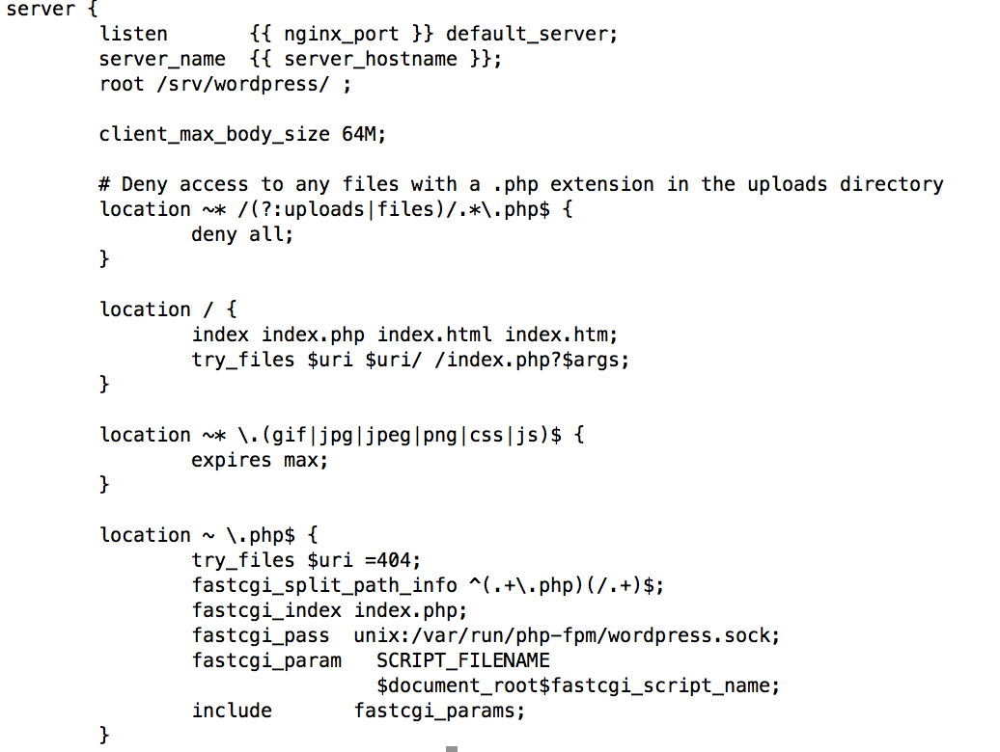 server {
        listen       {{ nginx_port }} default_server;
        server_name  {{ server_hostname }};
        root /srv/wordpress/ ;

        client_max_body_size 64M;

        # Deny access to any files with a .php extension in the uploads directory
        location ~* /(?:uploads|files)/.*\.php$ {
                deny all;
        }

        location / {
                index index.php index.html index.htm;
                try_files $uri $uri/ /index.php?$args;
        }

        location ~* \.(gif|jpg|jpeg|png|css|js)$ {
                expires max;
        }

        location ~ \.php$ {
                try_files $uri =404;
                fastcgi_split_path_info ^(.+\.php)(/.+)$;
                fastcgi_index index.php;
                fastcgi_pass  unix:/var/run/php-fpm/wordpress.sock;
                fastcgi_param   SCRIPT_FILENAME
                                $document_root$fastcgi_script_name;
                include       fastcgi_params;
        }